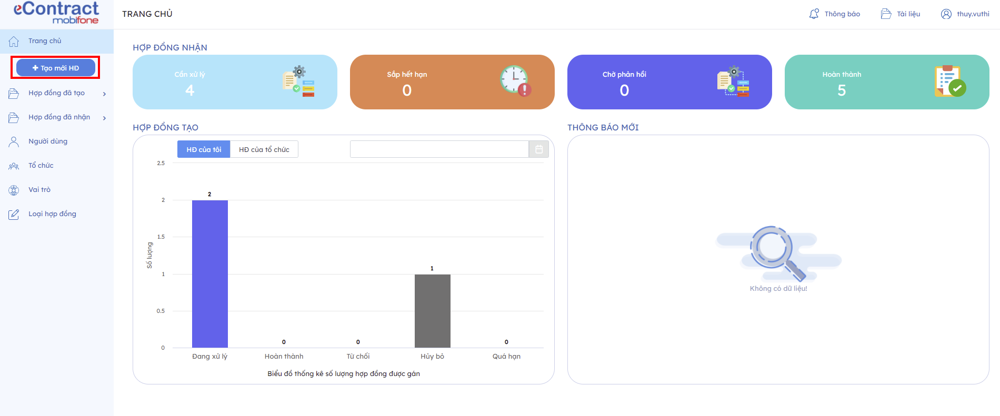 eContract
mobifone
TRANG CHỦ
Thông báo
Tài liệu
thuy.vuthi
Trang chủ
Tạo mới HĐ
Hợp đồng đã tạo
Hợp đồng đã nhận
Người dùng
Tổ chức
Vai trò
Loại hợp đồng
HỢP ĐỒNG NHẬN
Cần xử lý
4
Sắp hết hạn
0
Chờ phản hồi
0
Hoàn thành
5
HỢP ĐỒNG TẠO
HĐ của tôi
HĐ của tổ chức
2.5
2
1.5
1
0.5
0
Số lượng
2
0
0
1
0
Đang xử lý
Hoàn thành
Từ chối
Hủy bỏ
Quá hạn
Biểu đồ thống kê số lượng hợp đồng được gán
THÔNG BÁO MỚI
Không có dữ liệu!